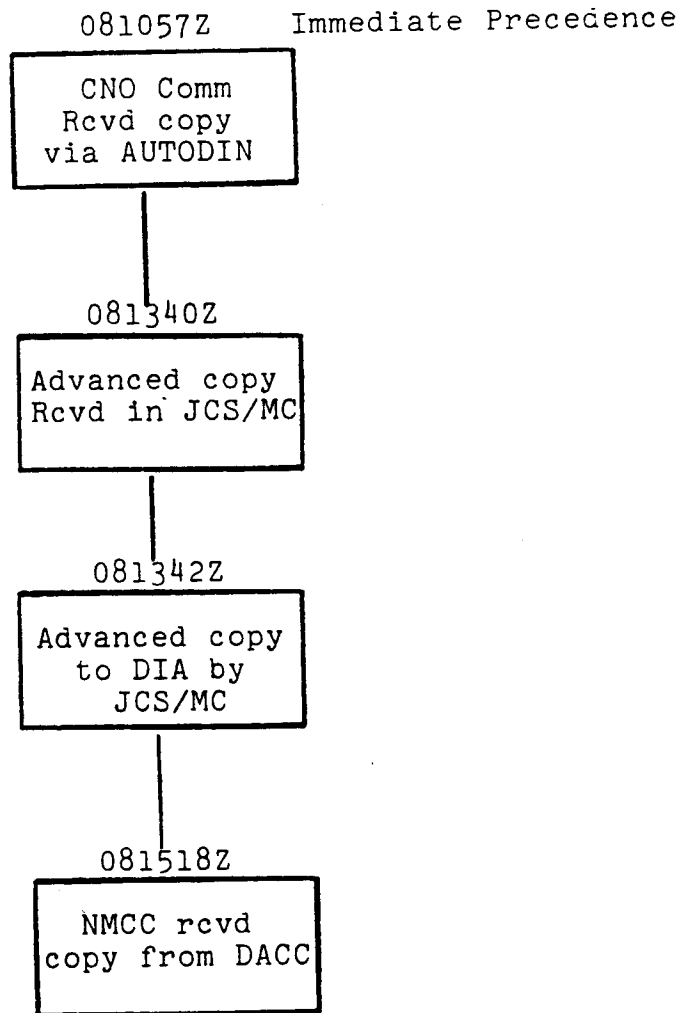 081057Z Immediate Precedence
CNO Comm
Rcvd copy
via AUTODIN
081340Z
Advanced copy
Rcvd in JCS/MC
081342Z
Advanced copy
to DIA by
JCS/MC
081518Z
NMCC rcvd
copy from DACC